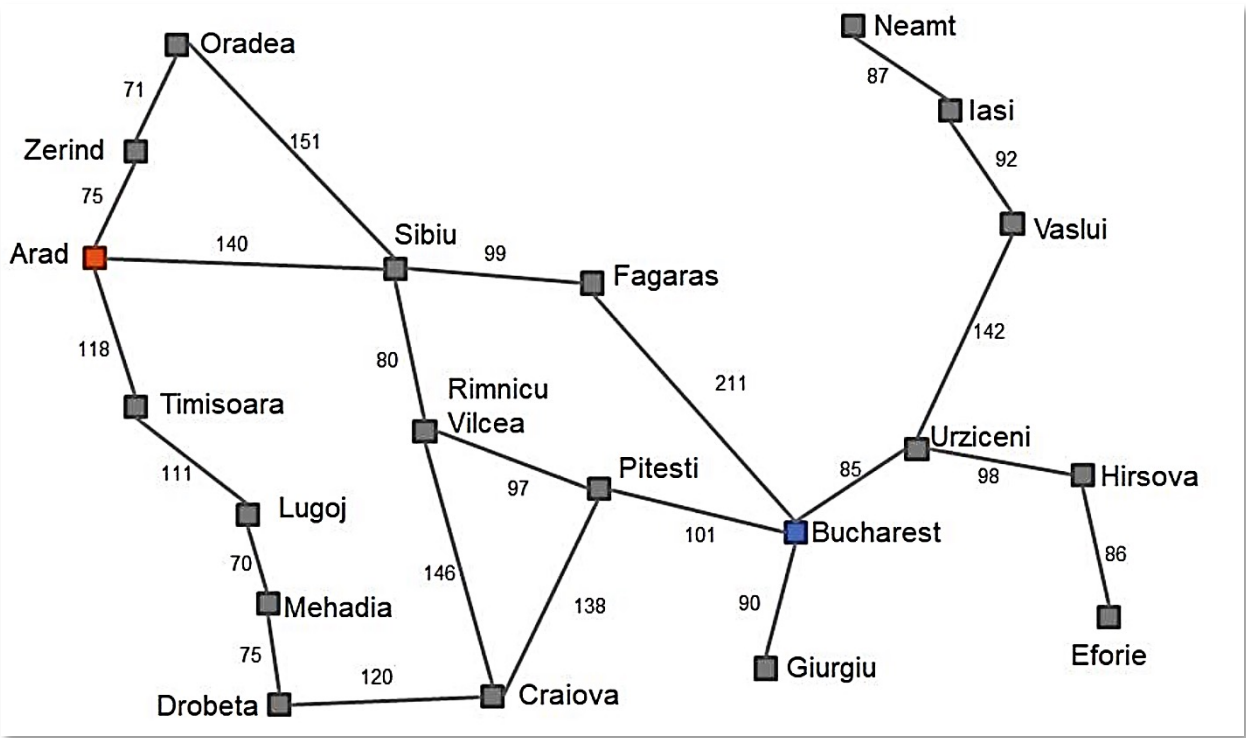 Neamt
Oradea
87
71
Iasi
151
Zerind
92
75
Vaslui
Sibiu
Arad
140
99
Fagaras
142
118
80
211
Rimnicu
Vilcea
Timisoara
Urziceni
Pitesti
85
111
97
98
Hirsova
Lugoj
101
Bucharest
70
146
86
138
90
Mehadia
75
Eforie
120
Giurgiu
Drobeta
Craiova